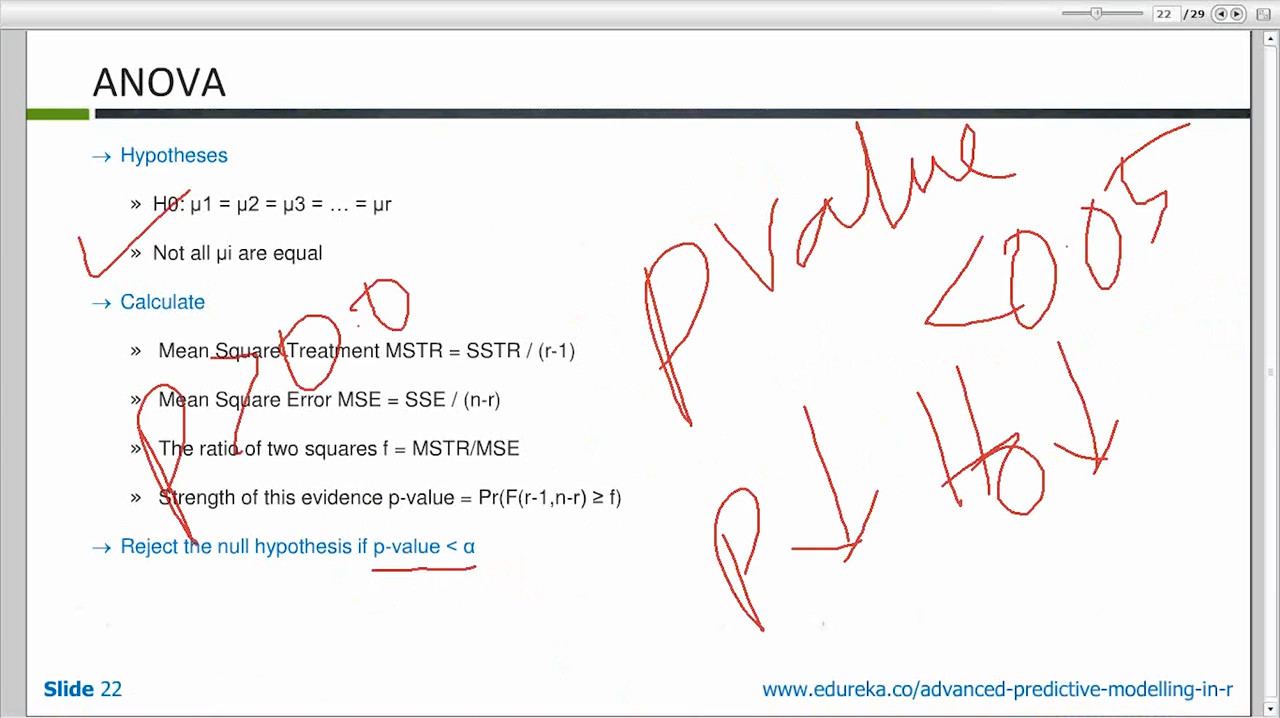 22 /29
ANOVA
→ Hypotheses
» H0: µ1 = µ2 = µ3 = … = µr
» Not all µi are equal
→ Calculate
» Mean Square Treatment MSTR = SSTR / (r-1)
» Mean Square Error MSE = SSE / (n-r)
» The ratio of two squares f = MSTR/MSE
» Strength of this evidence p-value = Pr(F(r-1,n-r) ≥ f)
→ Reject the null hypothesis if p-value < α
P value
< 0.05
P ↓ H0 ↓
P > 0.0
Slide 22
www.edureka.co/advanced-predictive-modelling-in-r